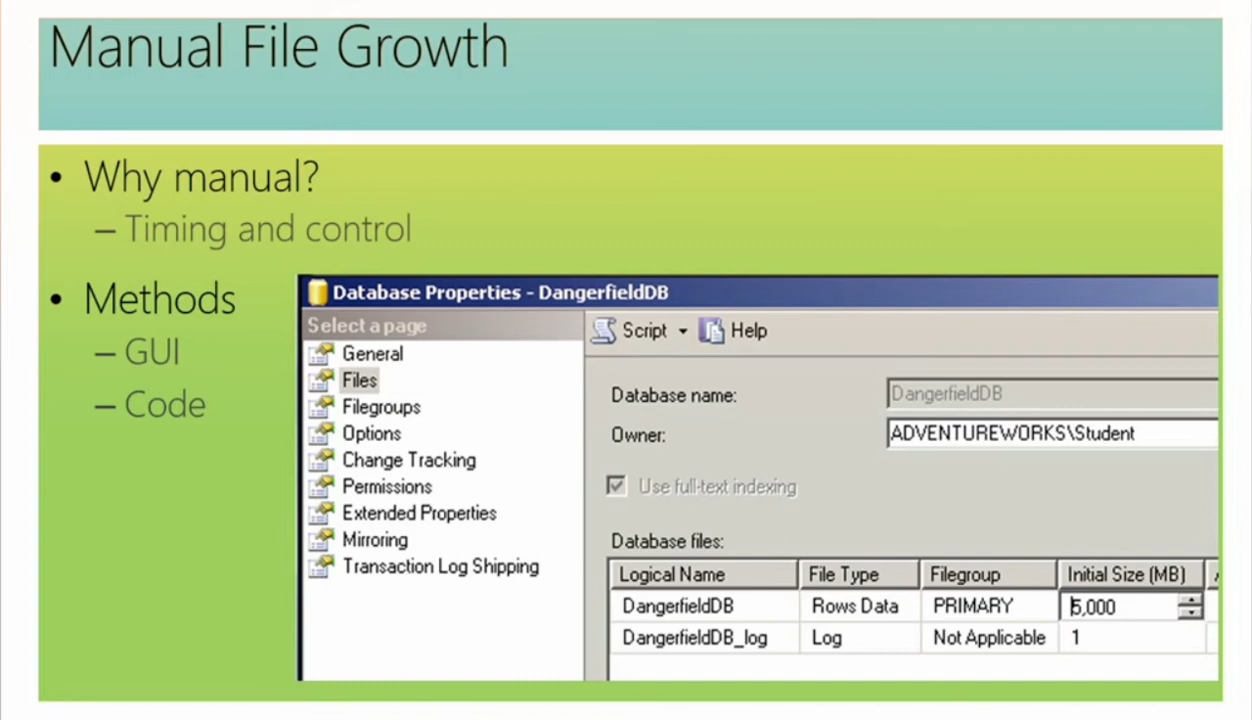 Manual File Growth
• Why manual?
– Timing and control
• Methods
– GUI
– Code
Database Properties - DangerfieldDB
Select a page
General
Files
Filegroups
Options
Change Tracking
Permissions
Extended Properties
Mirroring
Transaction Log Shipping
Script Help
Database name: DangerfieldDB
Owner: ADVENTUREWORKS\Student
Use full-text indexing
Database files:
Logical Name File Type Filegroup Initial Size (MB)
DangerfieldDB Rows Data PRIMARY 5,000
DangerfieldDB_log Log Not Applicable 1